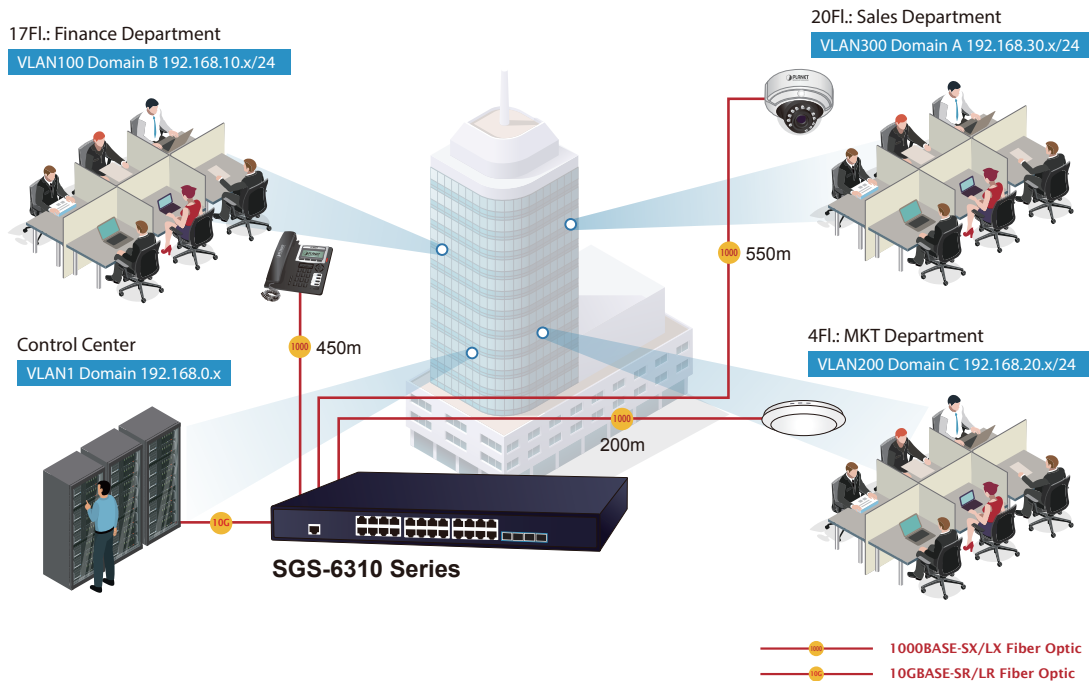 17Fl.: Finance Department
VLAN100 Domain B 192.168.10.x/24
20Fl.: Sales Department
VLAN300 Domain A 192.168.30.x/24
PLANET
1000 550m
1000 450m
Control Center
VLAN1 Domain 192.168.0.x
4Fl.: MKT Department
VLAN200 Domain C 192.168.20.x/24
1000
200m
10G
SGS-6310 Series
1000 1000BASE-SX/LX Fiber Optic
10G 10GBASE-SR/LR Fiber Optic